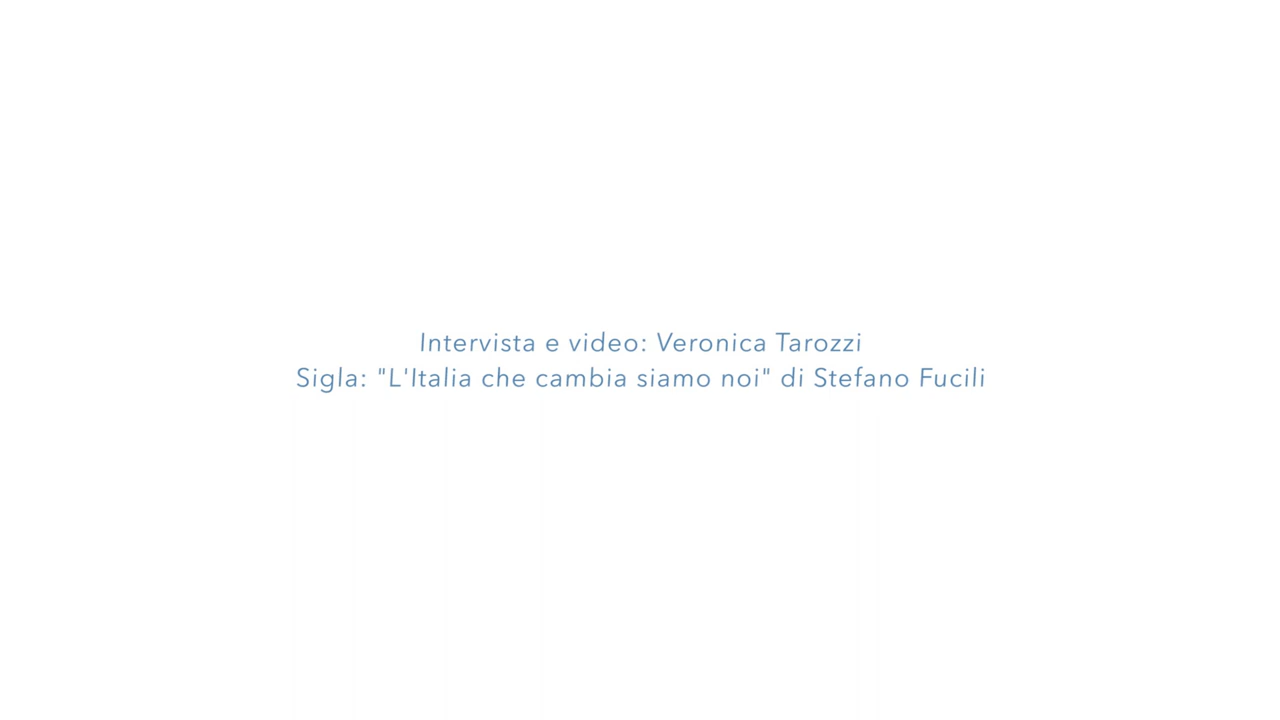 Intervista e video: Veronica Tarozzi
Sigla: "L'Italia che cambia siamo noi" di Stefano Fucili